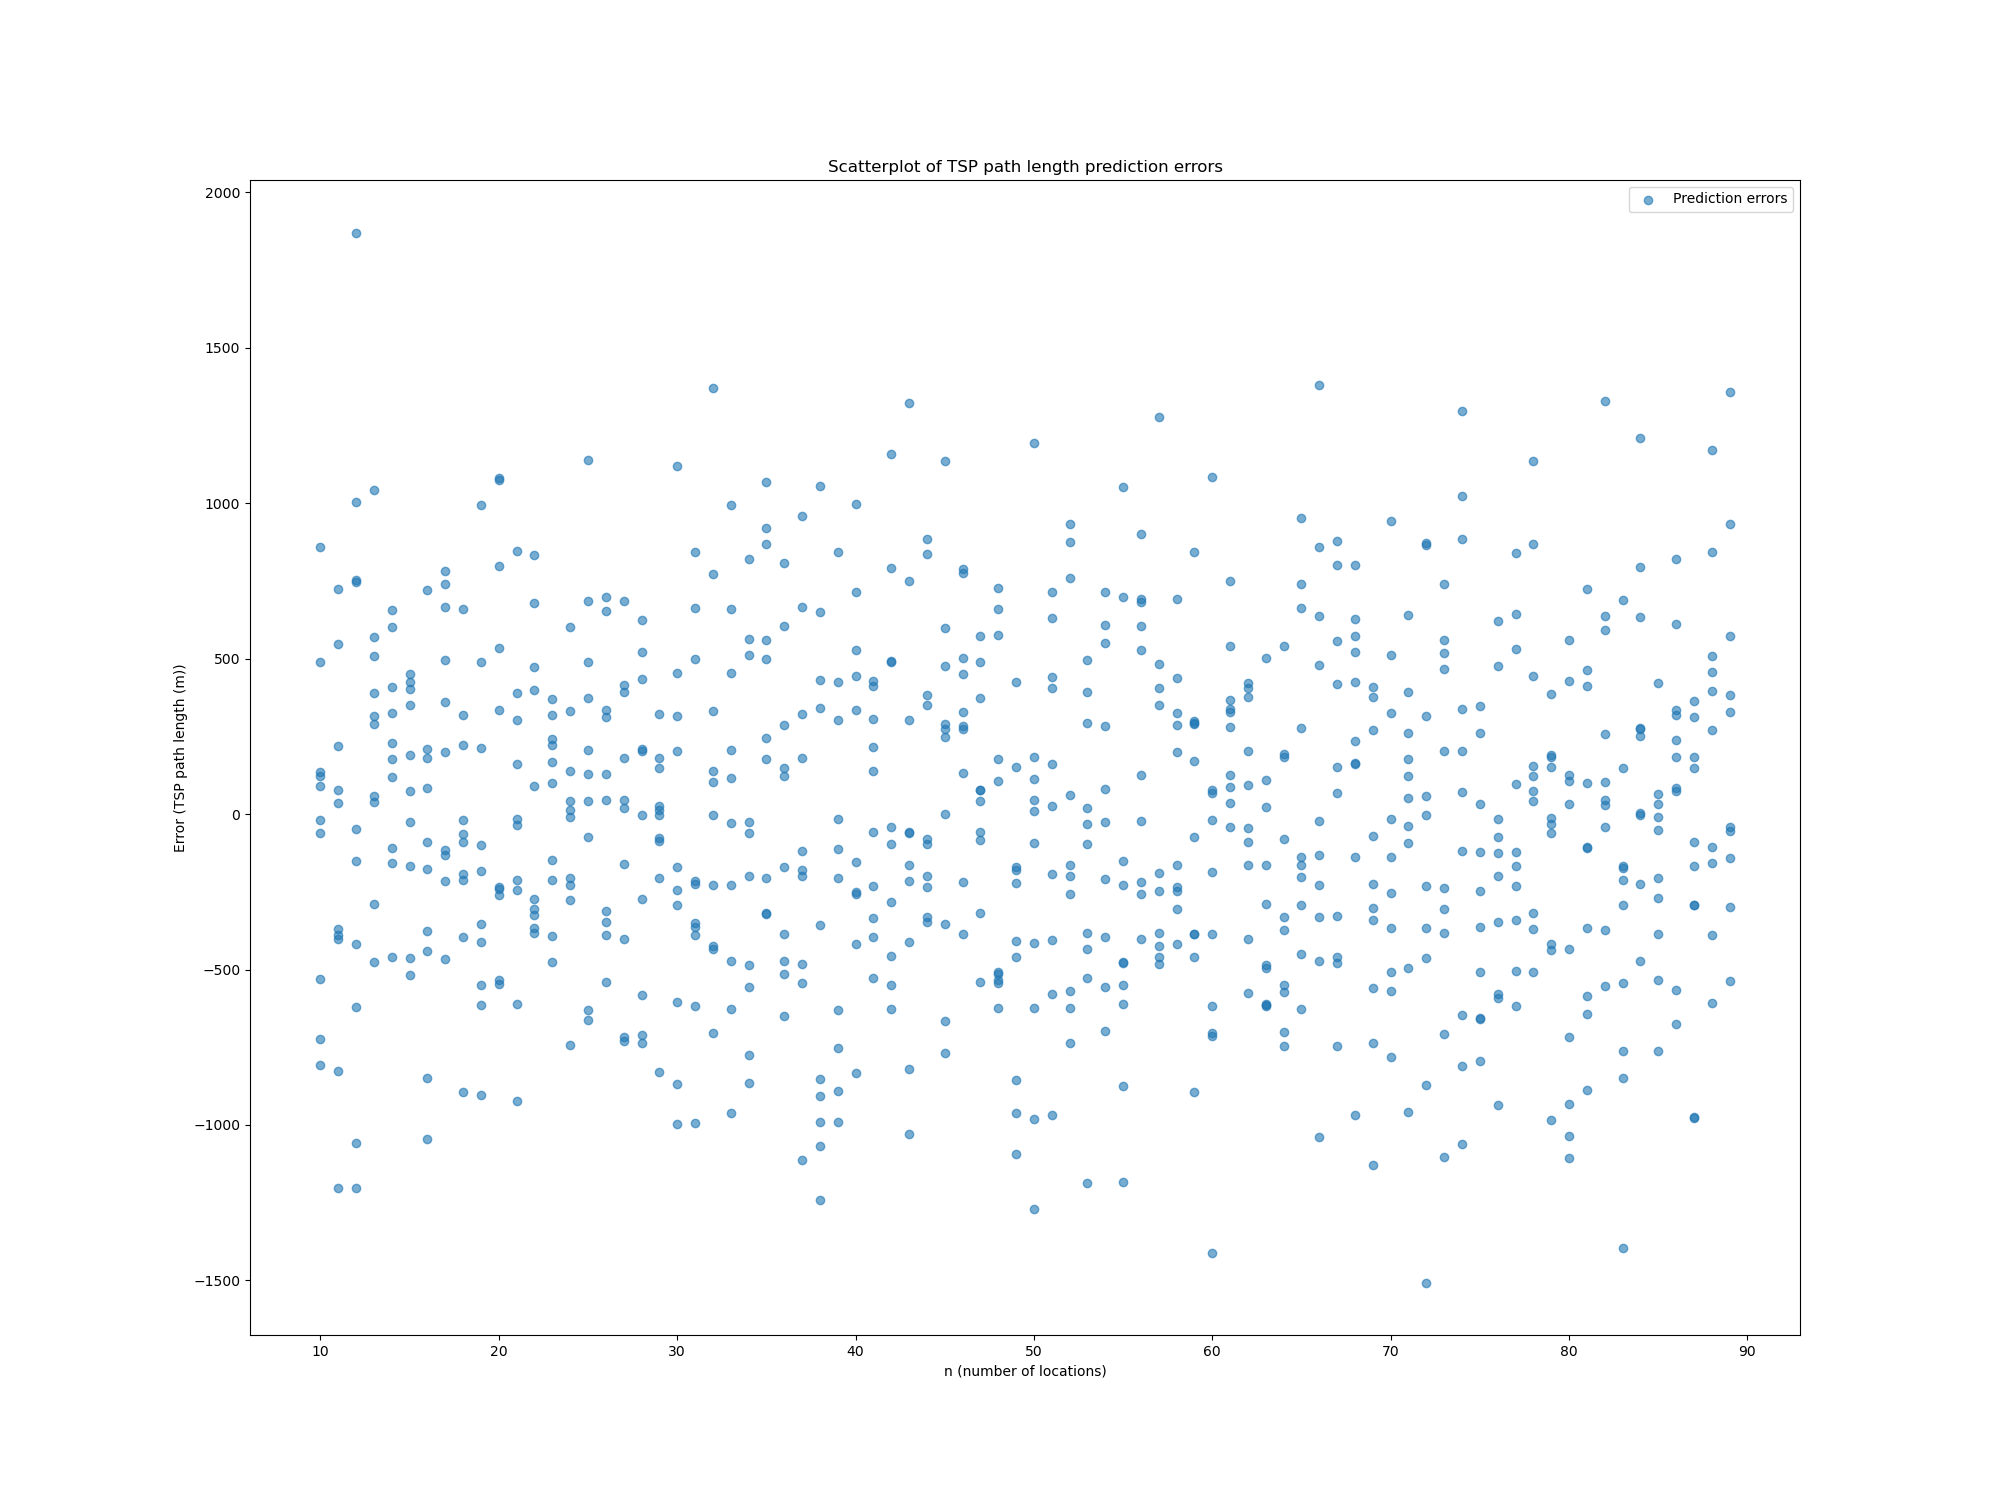 Scatterplot of TSP path length prediction errors
Prediction errors
2000
1500
1000
500
0
−500
−1000
−1500
Error (TSP path length (m))
10 20 30 40 50 60 70 80 90
n (number of locations)